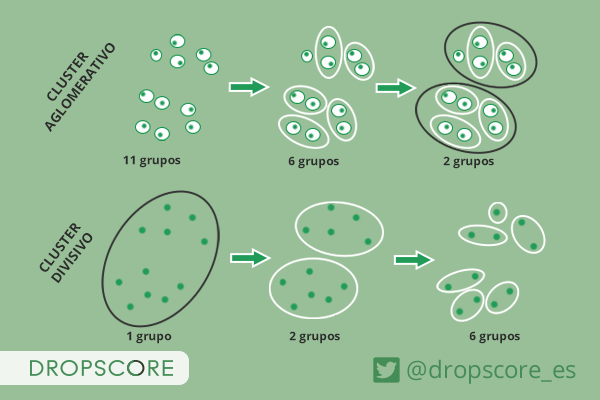 CLUSTER
AGLOMERATIVO
11 grupos
6 grupos
2 grupos
CLUSTER
DIVISIVO
1 grupo
2 grupos
6 grupos
DROPSCORE
@dropscore_es